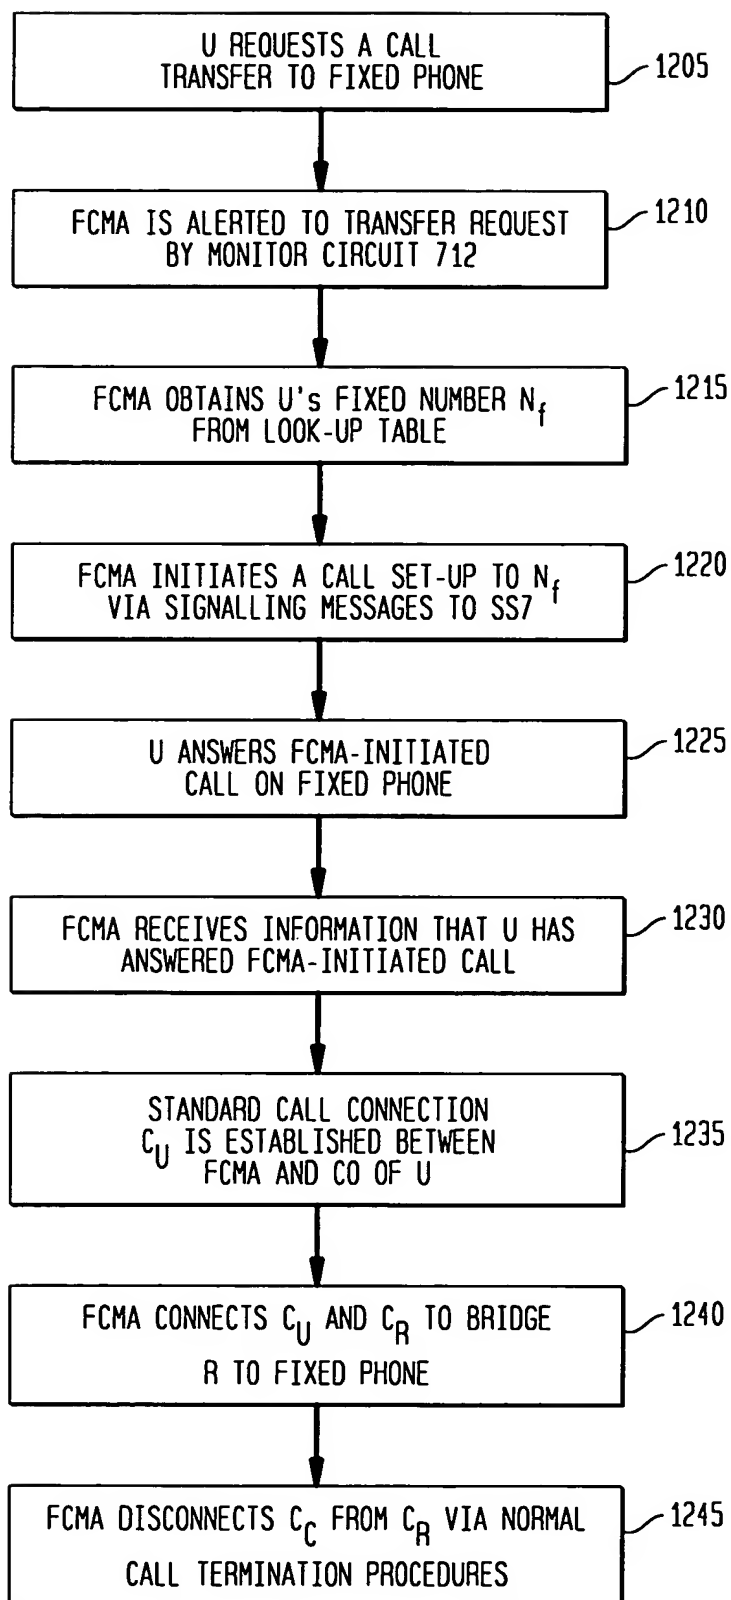 U REQUESTS A CALL
TRANSFER TO FIXED PHONE
1205
FCMA IS ALERTED TO TRANSFER REQUEST
BY MONITOR CIRCUIT 712
1210
FCMA OBTAINS U's FIXED NUMBER Nf
FROM LOOK-UP TABLE
1215
FCMA INITIATES A CALL SET-UP TO Nf
VIA SIGNALLING MESSAGES TO SS7
1220
U ANSWERS FCMA-INITIATED
CALL ON FIXED PHONE
1225
FCMA RECEIVES INFORMATION THAT U HAS
ANSWERED FCMA-INITIATED CALL
1230
STANDARD CALL CONNECTION
CU IS ESTABLISHED BETWEEN
FCMA AND CO OF U
1235
FCMA CONNECTS CU AND CR TO BRIDGE
R TO FIXED PHONE
1240
FCMA DISCONNECTS CC FROM CR VIA NORMAL
CALL TERMINATION PROCEDURES
1245